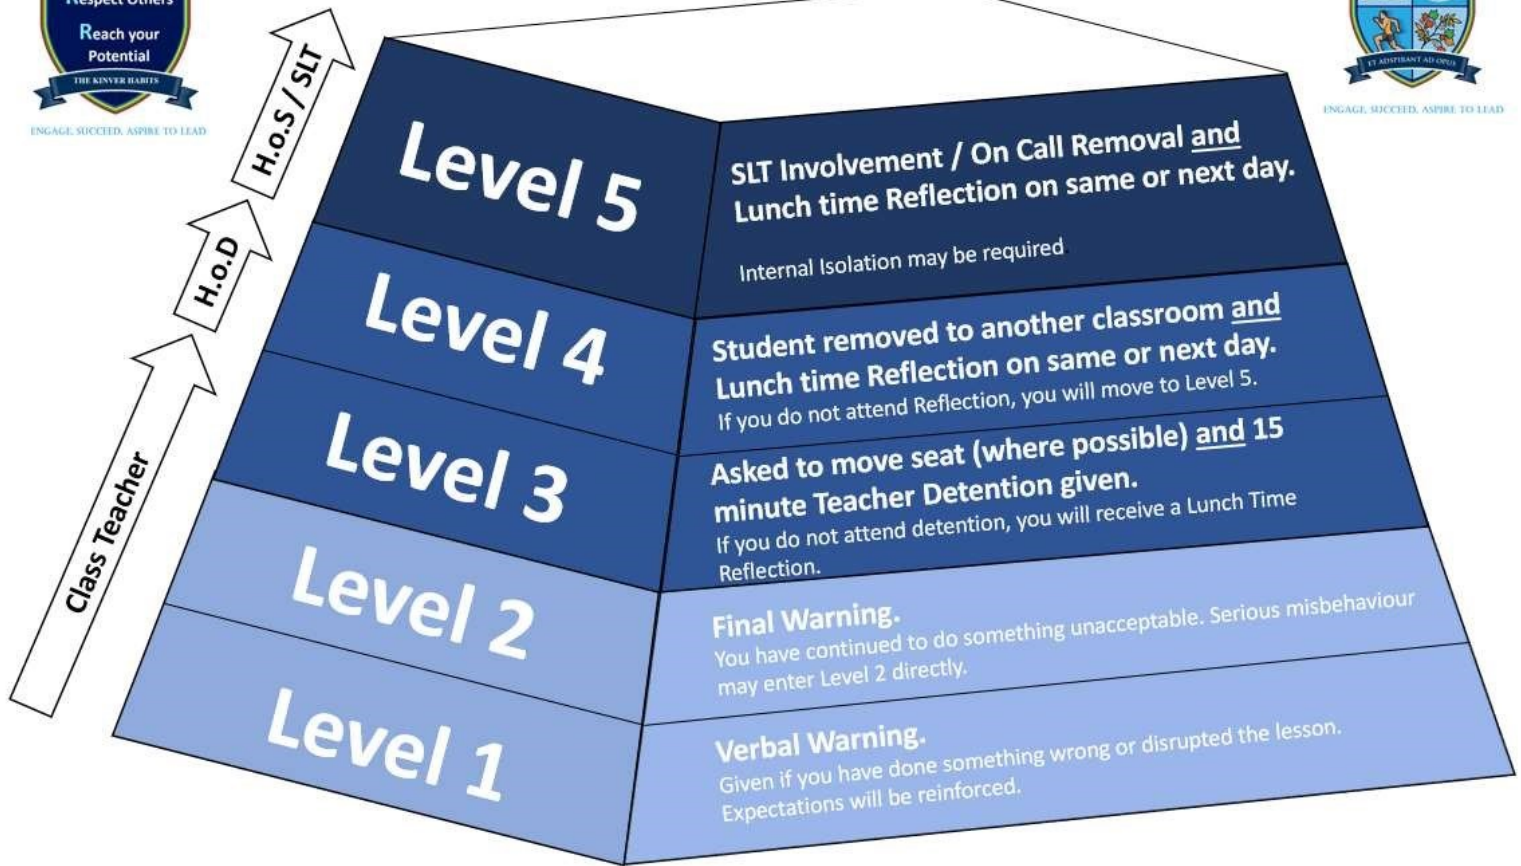 Respect Others
Reach your
Potential
THE KINVER HABITS
ENGAGE, SUCCEED, ASPIRE TO LEAD
ET ADSPIRANT AD OPUS
ENGAGE, SUCCEED, ASPIRE TO LEAD
H.o.S / SLT
H.o.D
Class Teacher
Level 5
SLT Involvement / On Call Removal and
Lunch time Reflection on same or next day.
Internal Isolation may be required.
Level 4
Student removed to another classroom and
Lunch time Reflection on same or next day.
If you do not attend Reflection, you will move to Level 5.
Level 3
Asked to move seat (where possible) and 15
minute Teacher Detention given.
If you do not attend detention, you will receive a Lunch Time
Reflection.
Level 2
Final Warning.
You have continued to do something unacceptable. Serious misbehaviour
may enter Level 2 directly.
Level 1
Verbal Warning.
Given if you have done something wrong or disrupted the lesson.
Expectations will be reinforced.